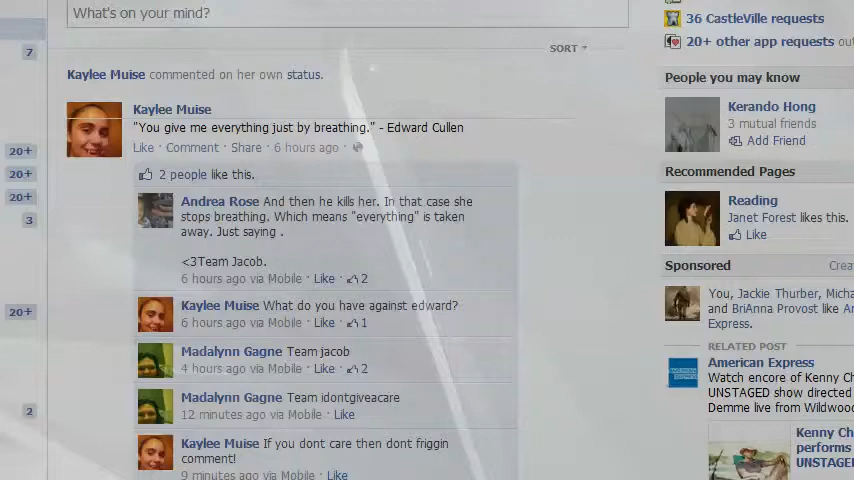 What's on your mind?
36 CastleVille requests
20+ other app requests out
7
SORT
Kaylee Muise commented on her own status.
People you may know
Kaylee Muise
"You give me everything just by breathing." - Edward Cullen
Like · Comment · Share · 6 hours ago ·
Kerando Hong
3 mutual friends
Add Friend
20+
2 people like this.
20+
Recommended Pages
20+
Andrea Rose And then he kills her. In that case she
stops breathing. Which means "everything" is taken
away. Just saying .
3
<3Team Jacob.
6 hours ago via Mobile · Like · 2
Reading
Janet Forest likes this.
Like
Sponsored
Kaylee Muise What do you have against edward?
6 hours ago via Mobile · Like · 1
20+
You, Jackie Thurber,
and BriAnna Provost like
Express.
Madalynn Gagne Team jacob
4 hours ago via Mobile · Like · 2
RELATED POST
American Express
Watch encore of Kenny
UNSTAGED show directed
Demme live from Wildwood
Madalynn Gagne Team idontgiveacare
12 minutes ago via Mobile · Like
2
Kaylee Muise If you dont care then dont friggin
comment!
9 minutes ago via Mobile · Like
Kenny
performs
UNSTAGED